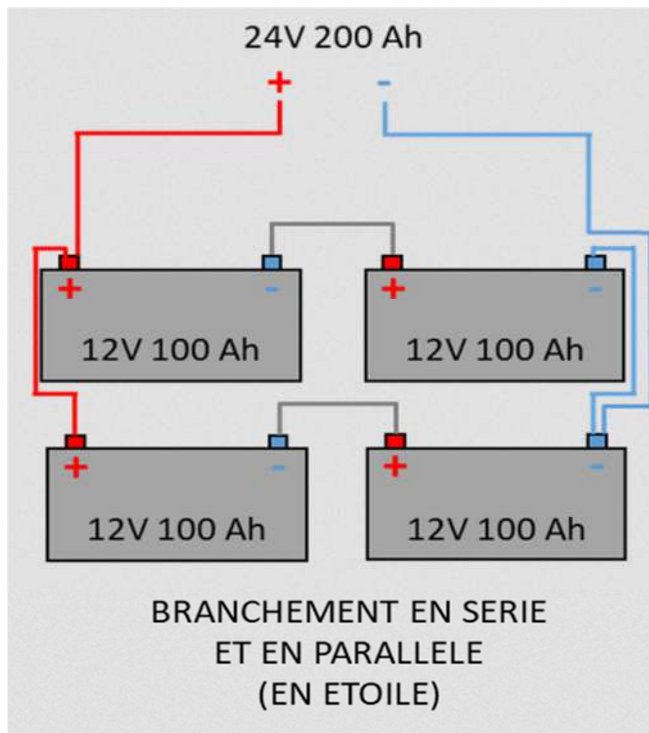 24V 200 Ah
+ -
+ - + -
12V 100 Ah 12V 100 Ah
+ - + -
12V 100 Ah 12V 100 Ah
BRANCHEMENT EN SERIE
ET EN PARALLELE
(EN ETOILE)